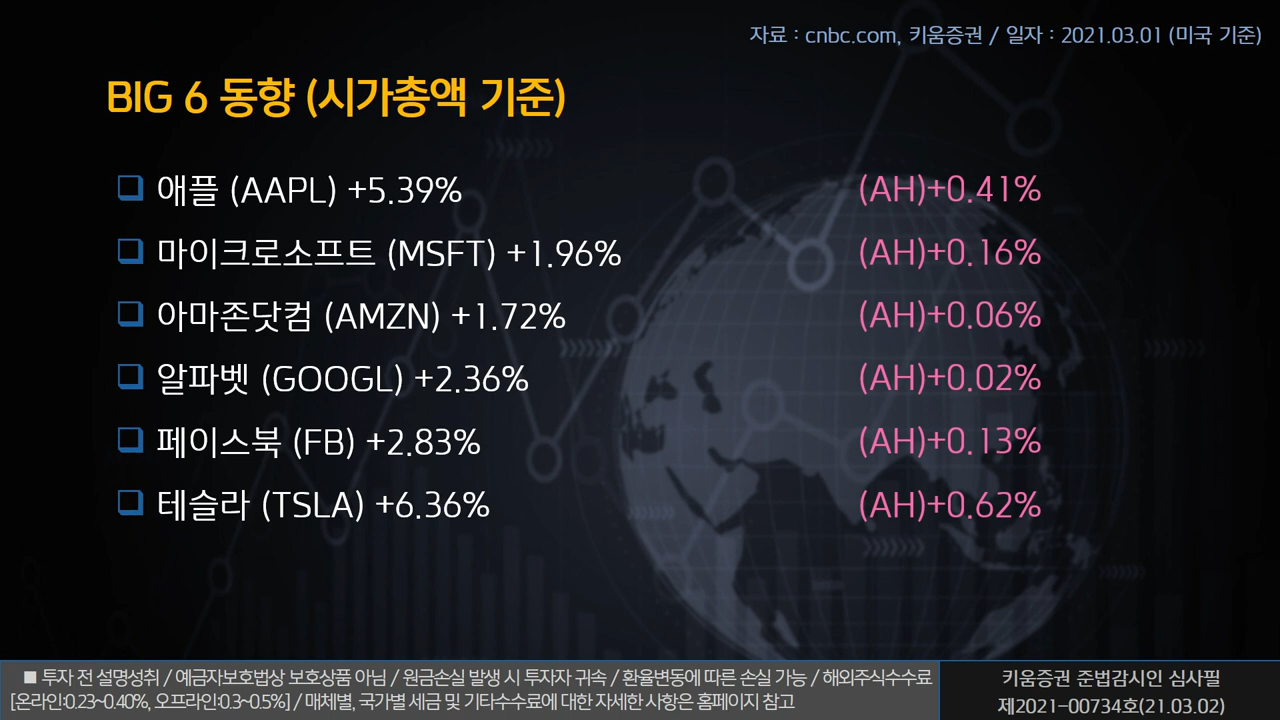 자료 : cnbc.com, 키움증권 / 일자 : 2021.03.01 (미국 기준)
BIG 6 동향 (시가총액 기준)
❑ 애플 (AAPL) +5.39% (AH)+0.41%
❑ 마이크로소프트 (MSFT) +1.96% (AH)+0.16%
❑ 아마존닷컴 (AMZN) +1.72% (AH)+0.06%
❑ 알파벳 (GOOGL) +2.36% (AH)+0.02%
❑ 페이스북 (FB) +2.83% (AH)+0.13%
❑ 테슬라 (TSLA) +6.36% (AH)+0.62%
■ 투자 전 설명성취 / 예금자보호법상 보호상품 아님 / 원금손실 발생 시 투자자 귀속 / 환율변동에 따른 손실 가능 / 해외주식수수료
[온라인:0.23~0.40%, 오프라인:0.3~0.5%] / 매체별, 국가별 세금 및 기타수수료에 대한 자세한 사항은 홈페이지 참고
키움증권 준법감시인 심사필
제2021-00734호(21.03.02)